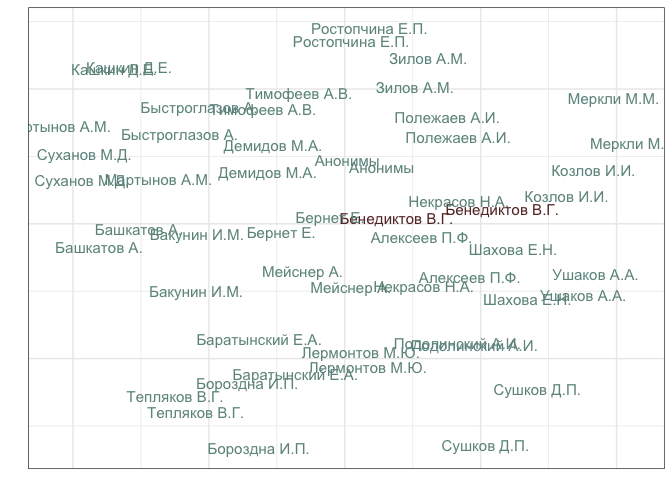 Ростопчина Е.П.
Ростопчина Е.П.
Зилов А.М.
Кашкин Д.Е.
Кашкин Д.Е.
Зилов А.М.
Тимофеев А.В.
Меркли М.М.
Быстроглазов А.
Тимофеев А.В.
Полежаев А.И.
ртынов А.М.
Быстроглазов А.
Полежаев А.И.
Демидов М.А.
Меркли М.
Суханов М.Д.
Анонимы
Анонимы
Козлов И.И.
Демидов М.А.
Суханов М.Д.
Мартынов А.М.
Козлов И.И.
Некрасов Н.А.
Бенедиктов В.Г.
Бернет Е.
Бенедиктов В.Г.
Башкатов А.
Бакунин И.М.
Бернет Е.
Алексеев П.Ф.
Башкатов А.
Шахова Е.Н.
Мейснер А.
Ушаков А.А.
Алексеев П.Ф.
Мейснер А.
Некрасов Н.А.
Бакунин И.М.
Шахова Е.Н.
Ушаков А.А.
Баратынский Е.А.
Подолинский А.И.
Подолинский А.И.
Лермонтов М.Ю.
Лермонтов М.Ю.
Баратынский Е.А.
Бороздна И.П.
Сушков Д.П.
Тепляков В.Г.
Тепляков В.Г.
Сушков Д.П.
Бороздна И.П.